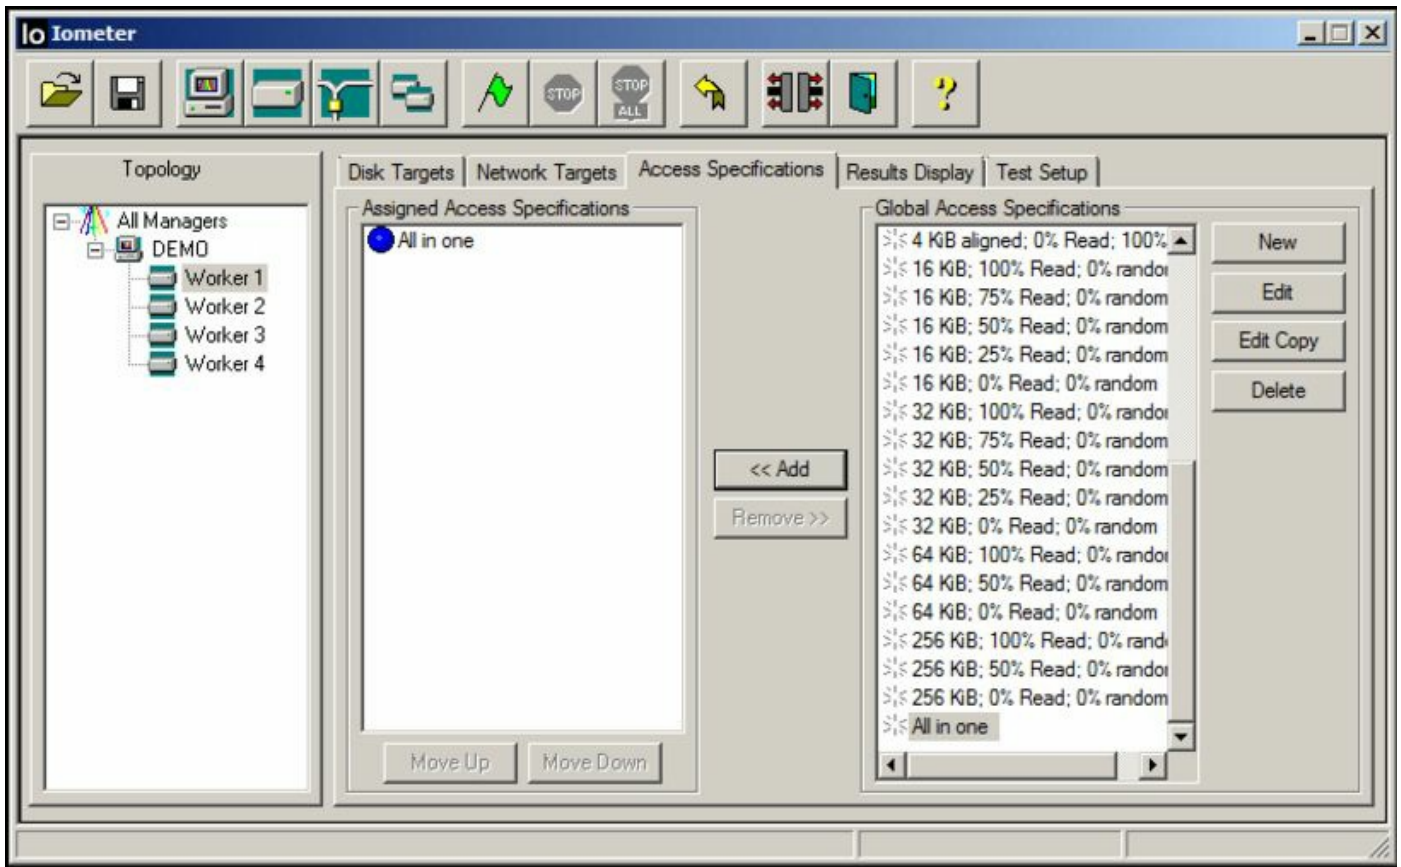 Iometer
STOP
STOP
ALL
?
Topology
All Managers
DEMO
Worker 1
Worker 2
Worker 3
Worker 4
Disk Targets
Network Targets
Access Specifications
Results Display
Test Setup
Assigned Access Specifications
All in one
Move Up
Move Down
<< Add
Remove >>
Global Access Specifications
4 KiB aligned; 0% Read; 100%
16 KiB; 100% Read; 0% random
16 KiB; 75% Read; 0% random
16 KiB; 50% Read; 0% random
16 KiB; 25% Read; 0% random
16 KiB; 0% Read; 0% random
32 KiB; 100% Read; 0% random
32 KiB; 75% Read; 0% random
32 KiB; 50% Read; 0% random
32 KiB; 25% Read; 0% random
32 KiB; 0% Read; 0% random
64 KiB; 100% Read; 0% random
64 KiB; 50% Read; 0% random
64 KiB; 0% Read; 0% random
256 KiB; 100% Read; 0% rand
256 KiB; 50% Read; 0% random
256 KiB; 0% Read; 0% random
All in one
New
Edit
Edit Copy
Delete